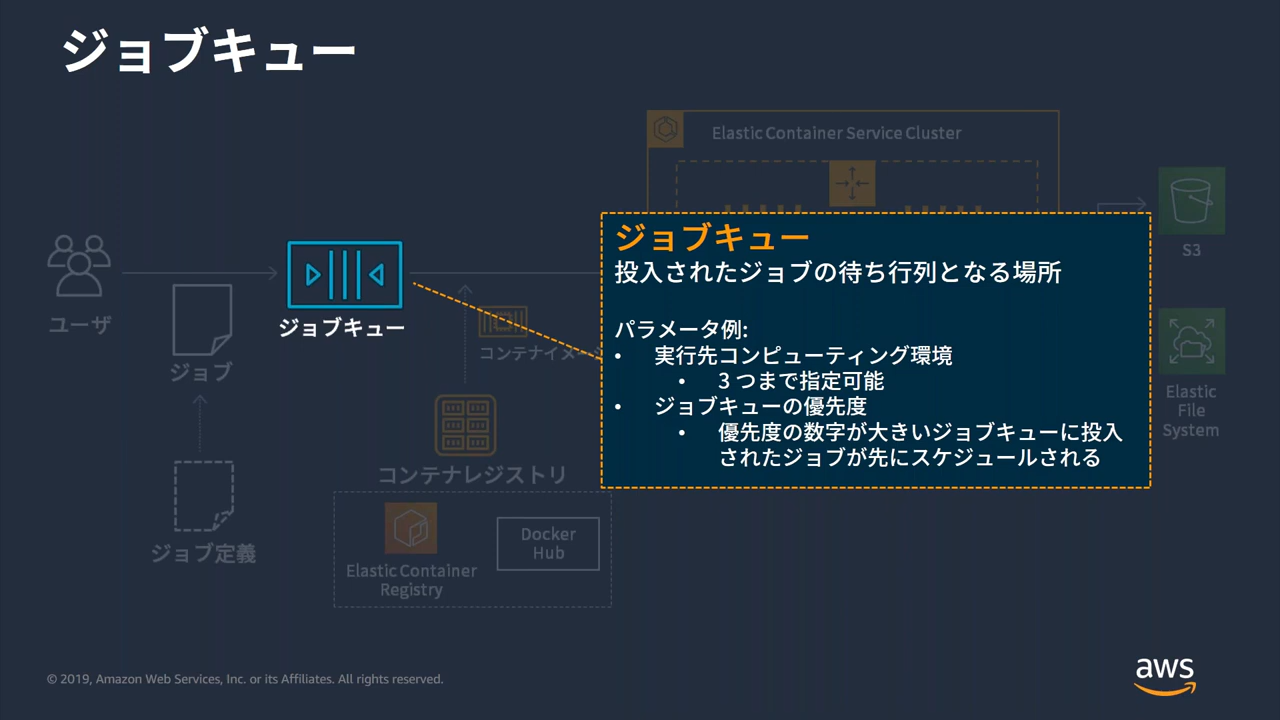 ジョブキュー
Elastic Container Service Cluster
S3
ユーザ
ジョブキュー
ジョブ
コンテナイメージ
ジョブキュー
投入されたジョブの待ち行列となる場所
パラメータ例:
• 実行先コンピューティング環境
• 3 つまで指定可能
• ジョブキューの優先度
• 優先度の数字が大きいジョブキューに投入
されたジョブが先にスケジュールされる
Elastic
File
System
コンテナレジストリ
ジョブ定義
Elastic Container
Registry
Docker
Hub
© 2019, Amazon Web Services, Inc. or its Affiliates. All rights reserved.
aws